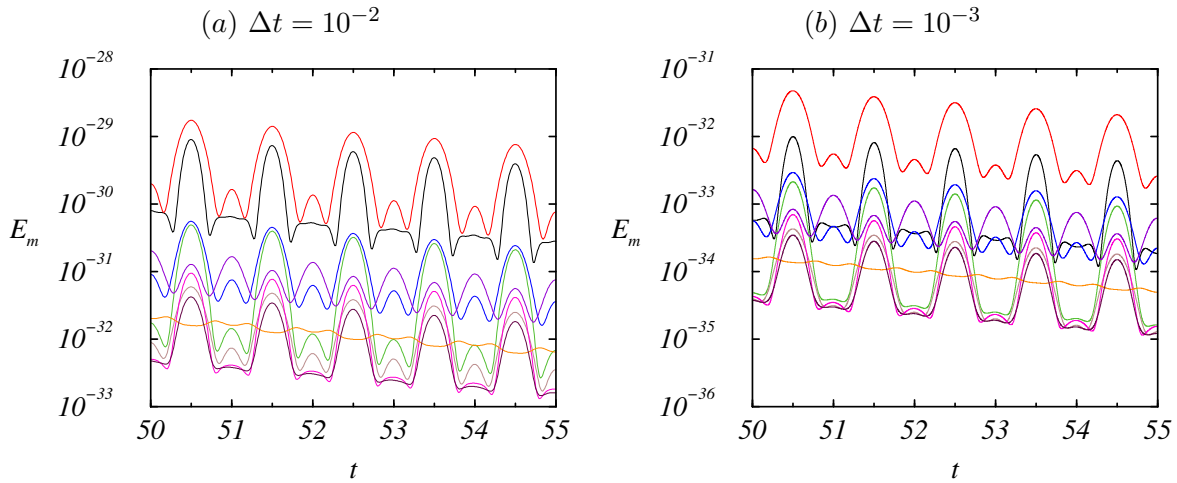 (a) Δt = 10⁻²
10⁻²⁸
10⁻²⁹
10⁻³⁰
10⁻³¹
10⁻³²
10⁻³³
E_m
50 51 52 53 54 55
t
(b) Δt = 10⁻³
10⁻³¹
10⁻³²
10⁻³³
10⁻³⁴
10⁻³⁵
10⁻³⁶
E_m
50 51 52 53 54 55
t